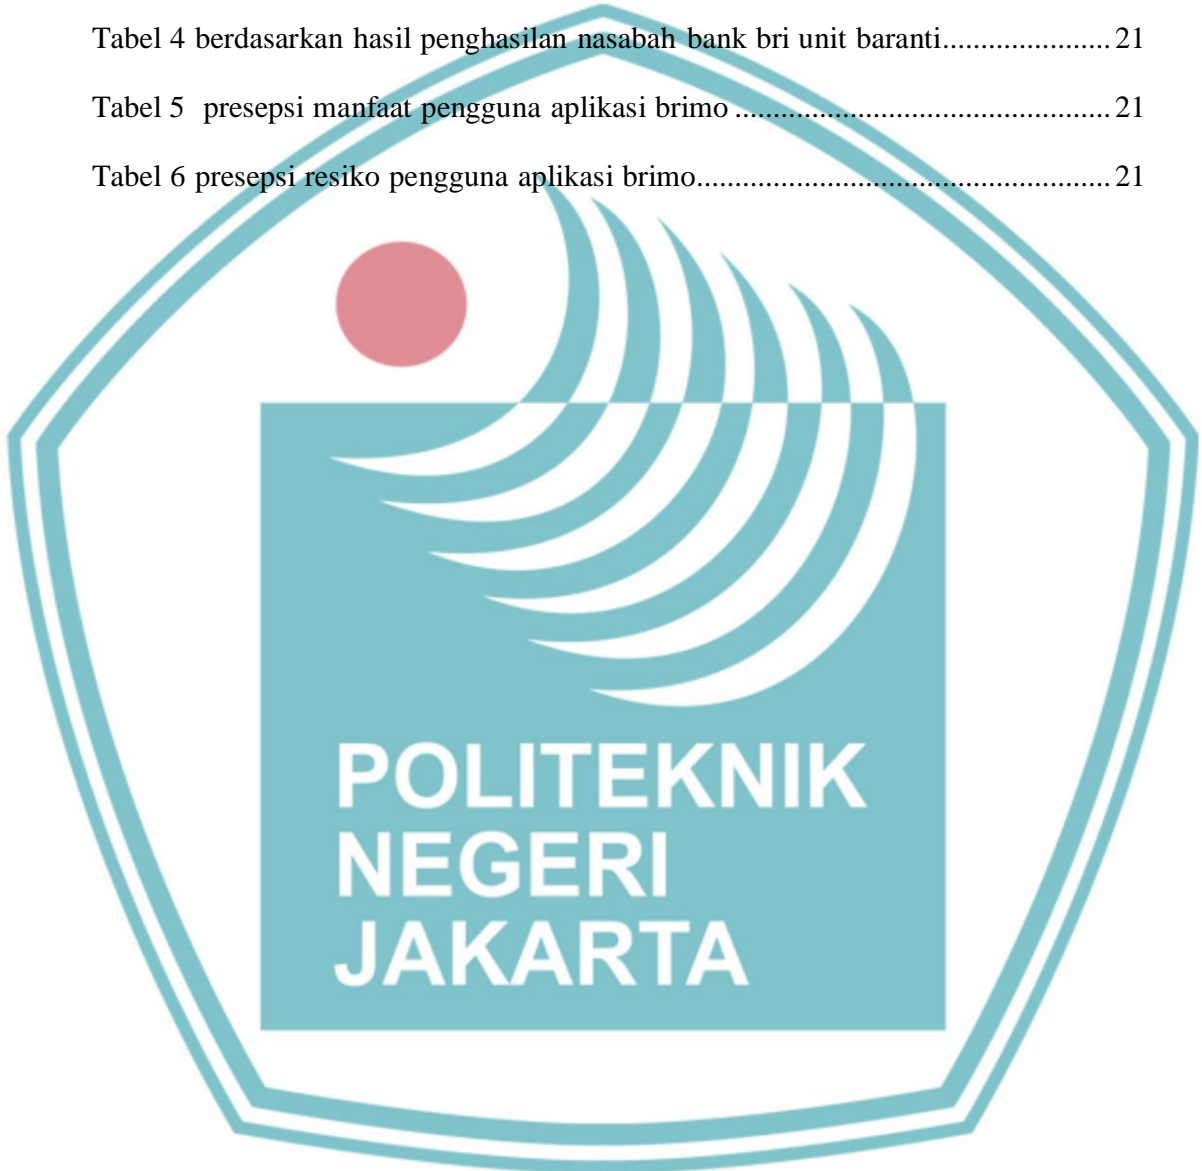 Tabel 4 berdasarkan hasil penghasilan nasabah bank bri unit baranti...................... 21
Tabel 5  presepsi manfaat pengguna aplikasi brimo ................................................. 21
Tabel 6 presepsi resiko pengguna aplikasi brimo...................................................... 21
POLITEKNIK
NEGERI
JAKARTA